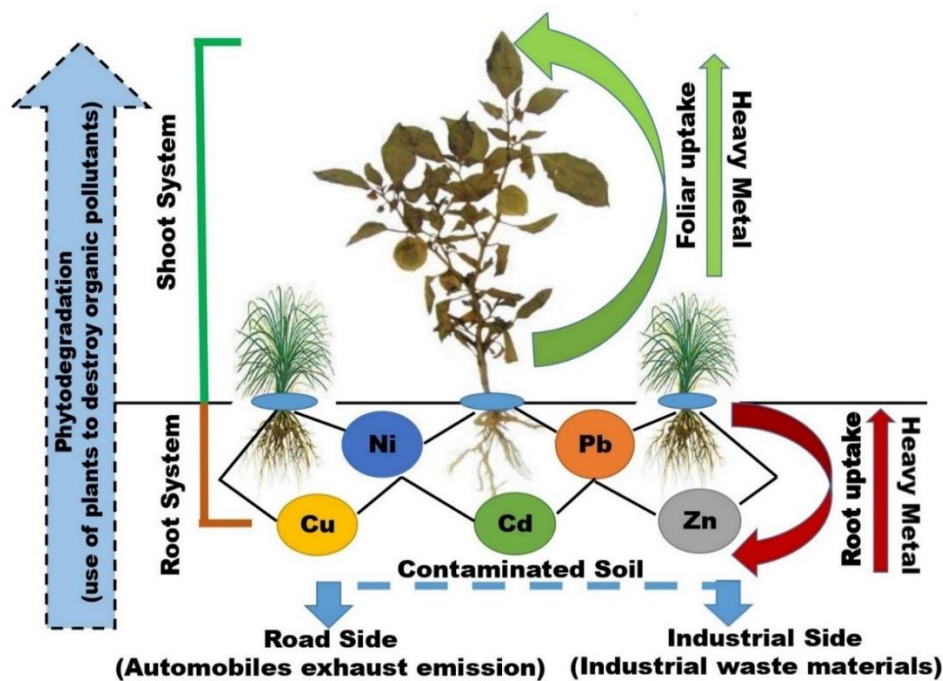 Phytodegradation
(use of plants to destroy organic pollutants)
Shoot System
Root System
Foliar uptake
Heavy Metal
Ni
Pb
Cu
Cd
Zn
Root uptake
Heavy Metal
Contaminated Soil
Road Side
(Automobiles exhaust emission)
Industrial Side
(Industrial waste materials)